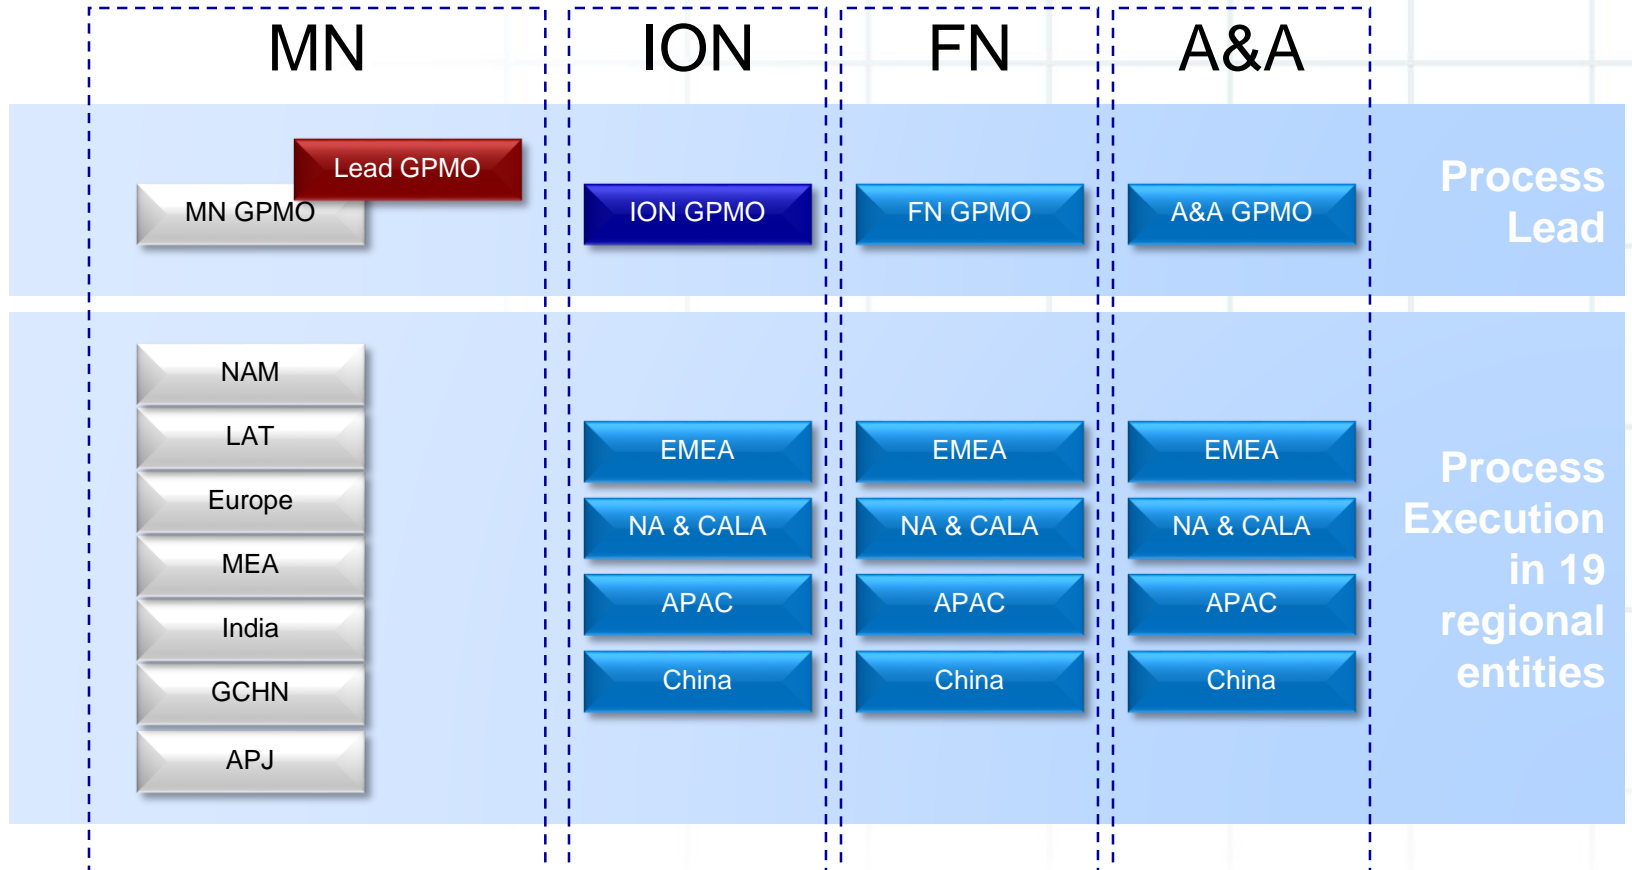 MN
ION
FN
A&A
Lead GPMO
MN GPMO
ION GPMO
FN GPMO
A&A GPMO
Process
Lead
NAM
LAT
Europe
MEA
India
GCHN
APJ
EMEA
NA & CALA
APAC
China
EMEA
NA & CALA
APAC
China
EMEA
NA & CALA
APAC
China
Process
Execution
in 19
regional
entities